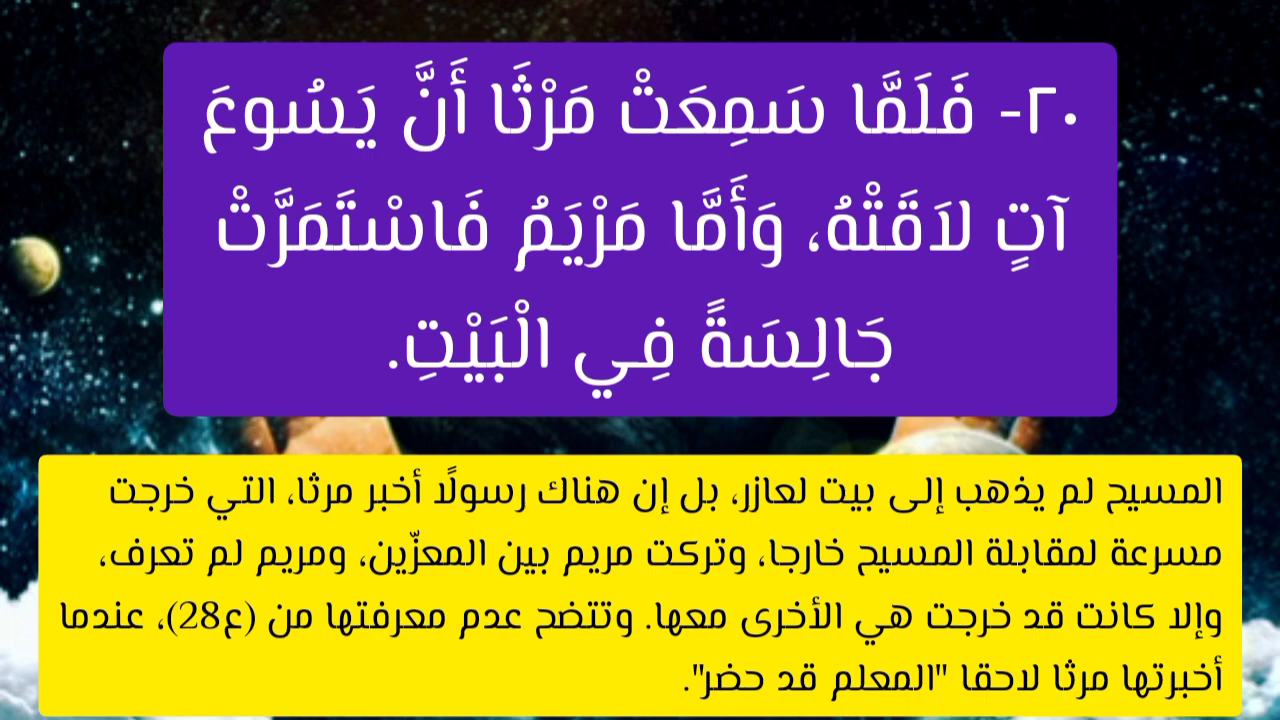 ٢٠- فَلَمَّا سَمِعَتْ مَرْثَا أَنَّ يَسُوعَ
آتٍ لاَقَتْهُ، وَأَمَّا مَرْيَمُ فَاسْتَمَرَّتْ
جَالِسَةً فِي الْبَيْتِ.
المسيح لم يذهب إلى بيت لعازر، بل إن هناك رسولًا أخبر مرثا، التي خرجت
مسرعة لمقابلة المسيح خارجا، وتركت مريم بين المعزّين، ومريم لم تعرف،
وإلا كانت قد خرجت هي الأخرى معها. وتتضح عدم معرفتها من (ع28)، عندما
أخبرتها مرثا لاحقا "المعلم قد حضر".